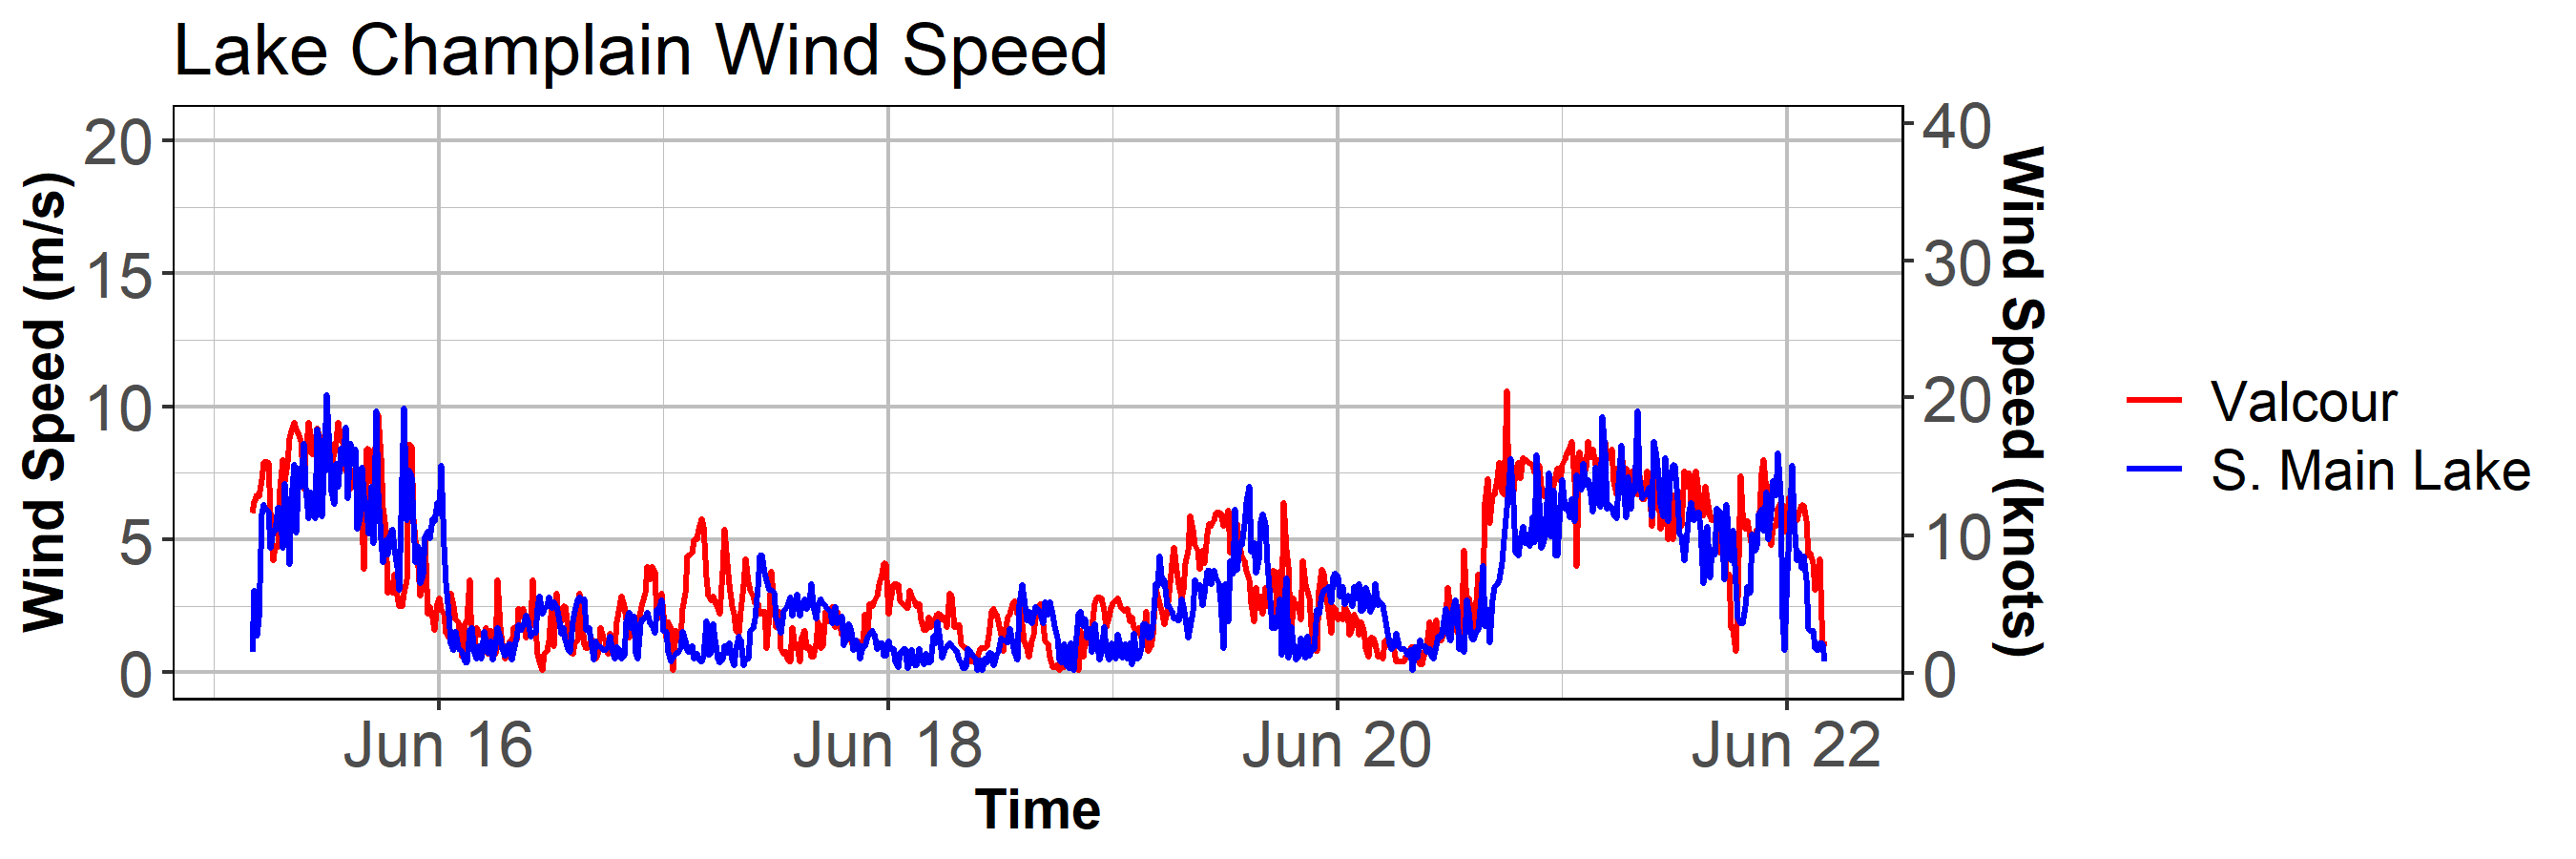 Lake Champlain Wind Speed
Wind Speed (m/s)
20
15
10
5
0
40
30
20
10
0
Wind Speed (knots)
Jun 16
Jun 18
Jun 20
Jun 22
Time
Valcour
S. Main Lake